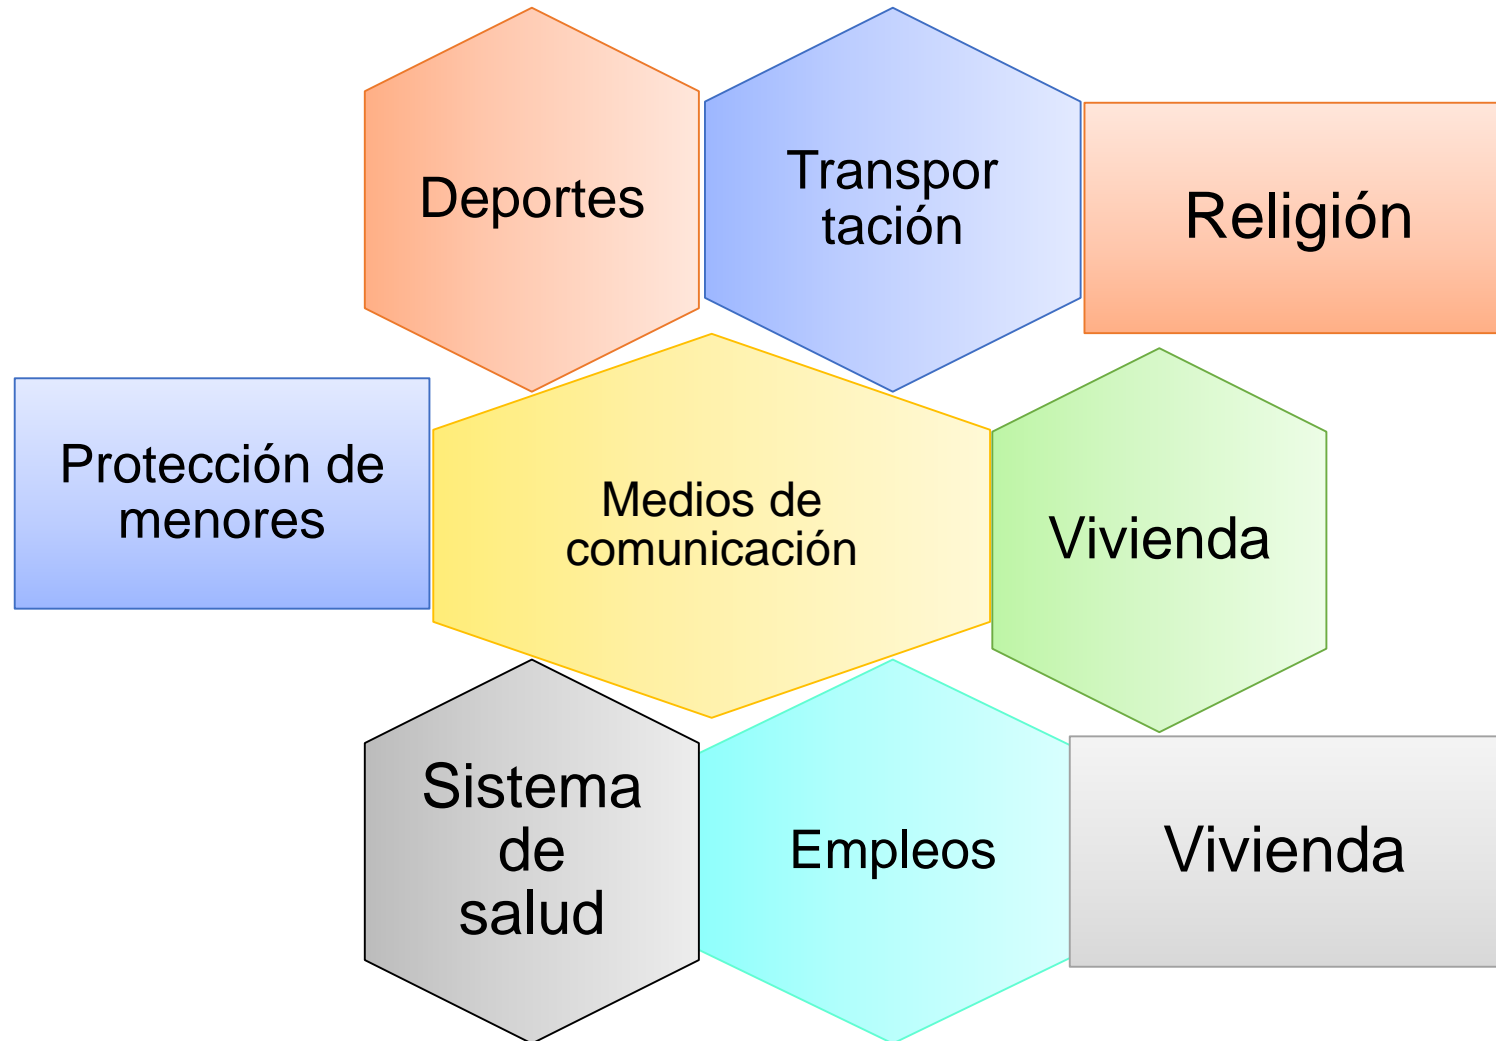 Deportes
Transpor
tación
Religión
Protección de
menores
Medios de
comunicación
Vivienda
Sistema
de
salud
Empleos
Vivienda